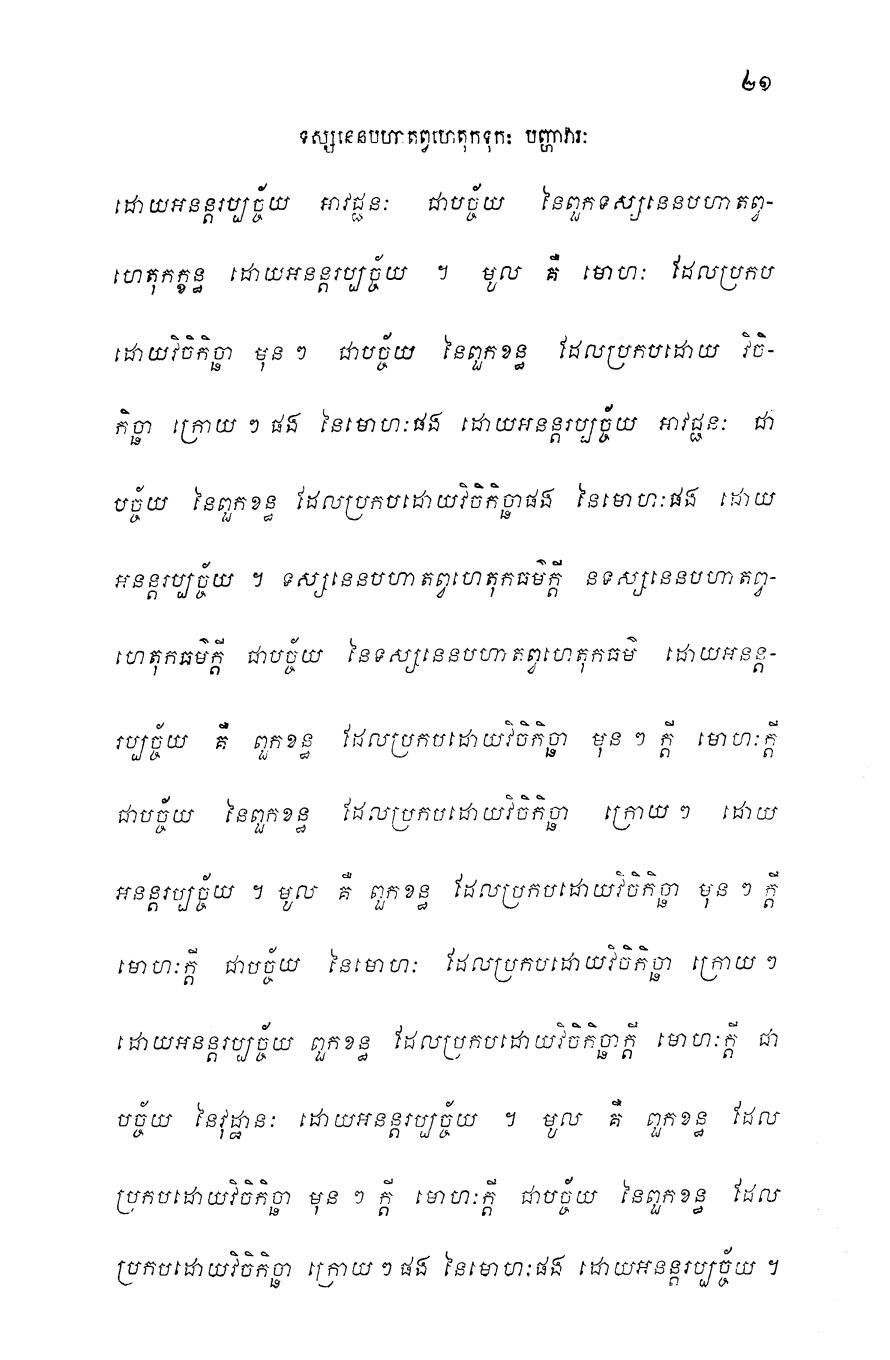 ២១
ទស្សនេនបហាតព្វហេតុកទុកៈ បញ្ហាវារៈ
ដោយអនន្តរប្បច្ច័យ អាវជ្ជនៈ ជាបច្ច័យ នៃពួកទស្សនេនបហាតព្វ-
ហេតុកក្ខន្ធ ដោយអនន្តរប្បច្ច័យ ។ មូល គឺ មោហៈ ដែលប្រកប
ដោយវិចិកិច្ឆា មុន ៗ ជាបច្ច័យ នៃពួកខន្ធ ដែលប្រកបដោយ វិចិ-
កិច្ឆា ក្រោយ ៗ ផង នៃមោហៈផង ដោយអនន្តរប្បច្ច័យ អាវជ្ជនៈ ជា
បច្ច័យ នៃពួកខន្ធ ដែលប្រកបដោយវិចិកិច្ឆាផង នៃមោហៈផង ដោយ
អនន្តរប្បច្ច័យ ។ ទស្សនេនបហាតព្វហេតុកធម៌ក្តី នទស្សនេនបហាតព្វ-
ហេតុកធម៌ក្តី ជាបច្ច័យ នៃទស្សនេនបហាតព្វហេតុកធម៌ ដោយអនន្ត-
រប្បច្ច័យ គឺ ពួកខន្ធ ដែលប្រកបដោយវិចិកិច្ឆា មុន ៗ ក្តី មោហៈក្តី
ជាបច្ច័យ នៃពួកខន្ធ ដែលប្រកបដោយវិចិកិច្ឆា ក្រោយ ៗ ដោយ
អនន្តរប្បច្ច័យ ។ មូល គឺ ពួកខន្ធ ដែលប្រកបដោយវិចិកិច្ឆា មុន ៗ ក្តី
មោហៈក្តី ជាបច្ច័យ នៃមោហៈ ដែលប្រកបដោយវិចិកិច្ឆា ក្រោយ ៗ
ដោយអនន្តរប្បច្ច័យ ពួកខន្ធ ដែលប្រកបដោយវិចិកិច្ឆាក្តី មោហៈក្តី ជា
បច្ច័យ នៃវុដ្ឋានៈ ដោយអនន្តរប្បច្ច័យ ។ មូល គឺ ពួកខន្ធ ដែល
ប្រកបដោយវិចិកិច្ឆា មុន ៗ ក្តី មោហៈក្តី ជាបច្ច័យ នៃពួកខន្ធ ដែល
ប្រកបដោយវិចិកិច្ឆា ក្រោយ ៗ ផង នៃមោហៈផង ដោយអនន្តរប្បច្ច័យ ។